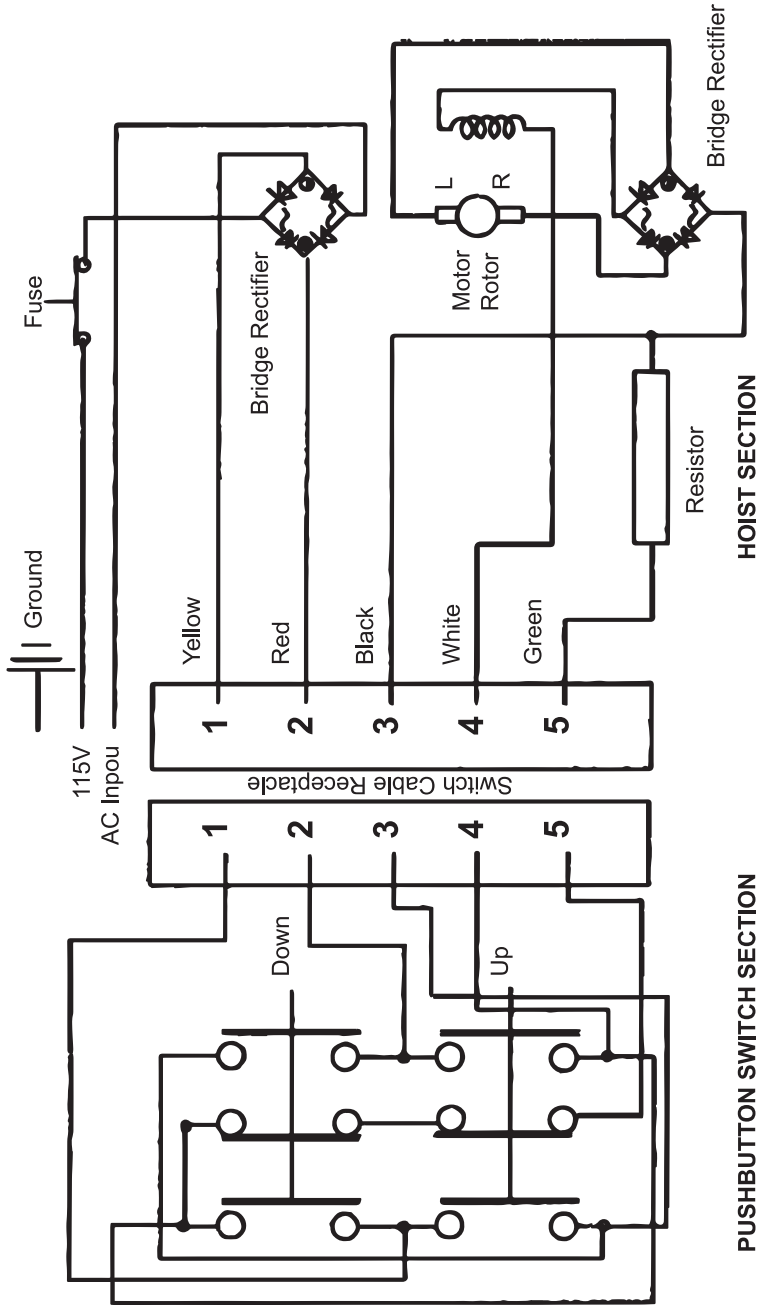 Ground
Fuse
115V
AC Inpou
Bridge Rectifier
Yellow
Red
Black
White
Green
1
2
3
4
5
Switch Cable Receptacle
1
2
3
4
5
Down
Up
L
R
Motor
Rotor
Bridge Rectifier
Resistor
PUSHBUTTON SWITCH SECTION
HOIST SECTION